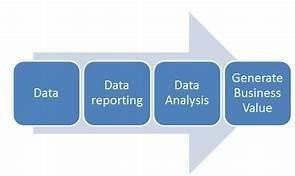 Data
Data
reporting
Data
Analysis
Generate
Business
Value